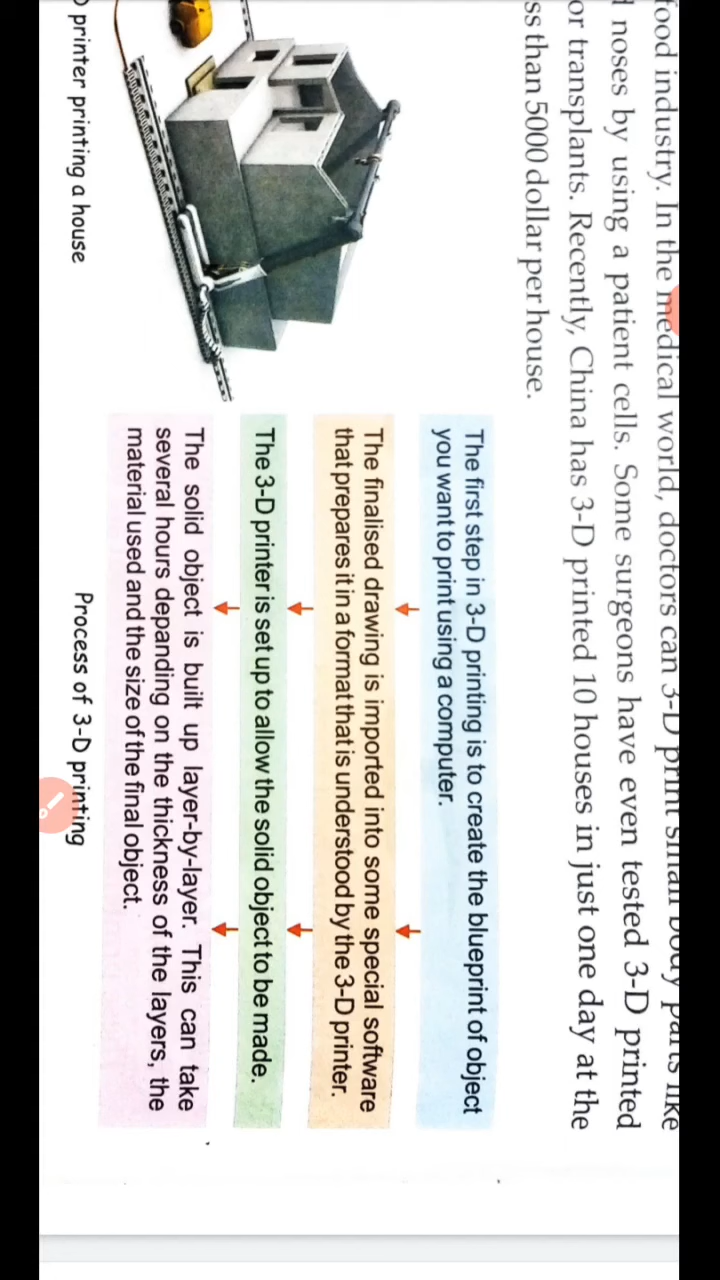 food industry. In the medical world, doctors can 3-D print small body parts like
noses by using a patient cells. Some surgeons have even tested 3-D printed
or transplants. Recently, China has 3-D printed 10 houses in just one day at the
ss than 5000 dollar per house.
The first step in 3-D printing is to create the blueprint of object
you want to print using a computer.
The finalised drawing is imported into some special software
that prepares it in a format that is understood by the 3-D printer.
The 3-D printer is set up to allow the solid object to be made.
The solid object is built up layer-by-layer. This can take
several hours depanding on the thickness of the layers, the
material used and the size of the final object.
printer printing a house
Process of 3-D printing